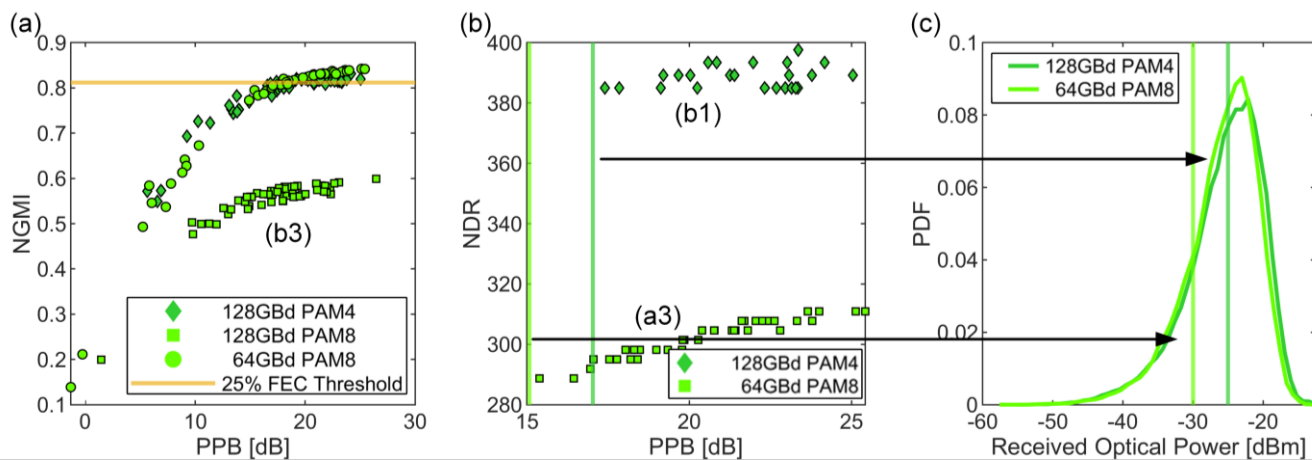 (a)
NGMI
0.9
0.8
0.7
0.6
0.5
0.4
0.3
0.2
0.1
(b3)
128GBd PAM4
128GBd PAM8
64GBd PAM8
25% FEC Threshold
0
10
20
30
PPB [dB]
(b)
NDR
400
380
360
340
320
300
280
(b1)
(a3)
128GBd PAM4
64GBd PAM8
15
20
25
PPB [dB]
(c)
PDF
0.1
0.08
0.06
0.04
0.02
0
128GBd PAM4
64GBd PAM8
-60
-40
-20
Received Optical Power [dBm]